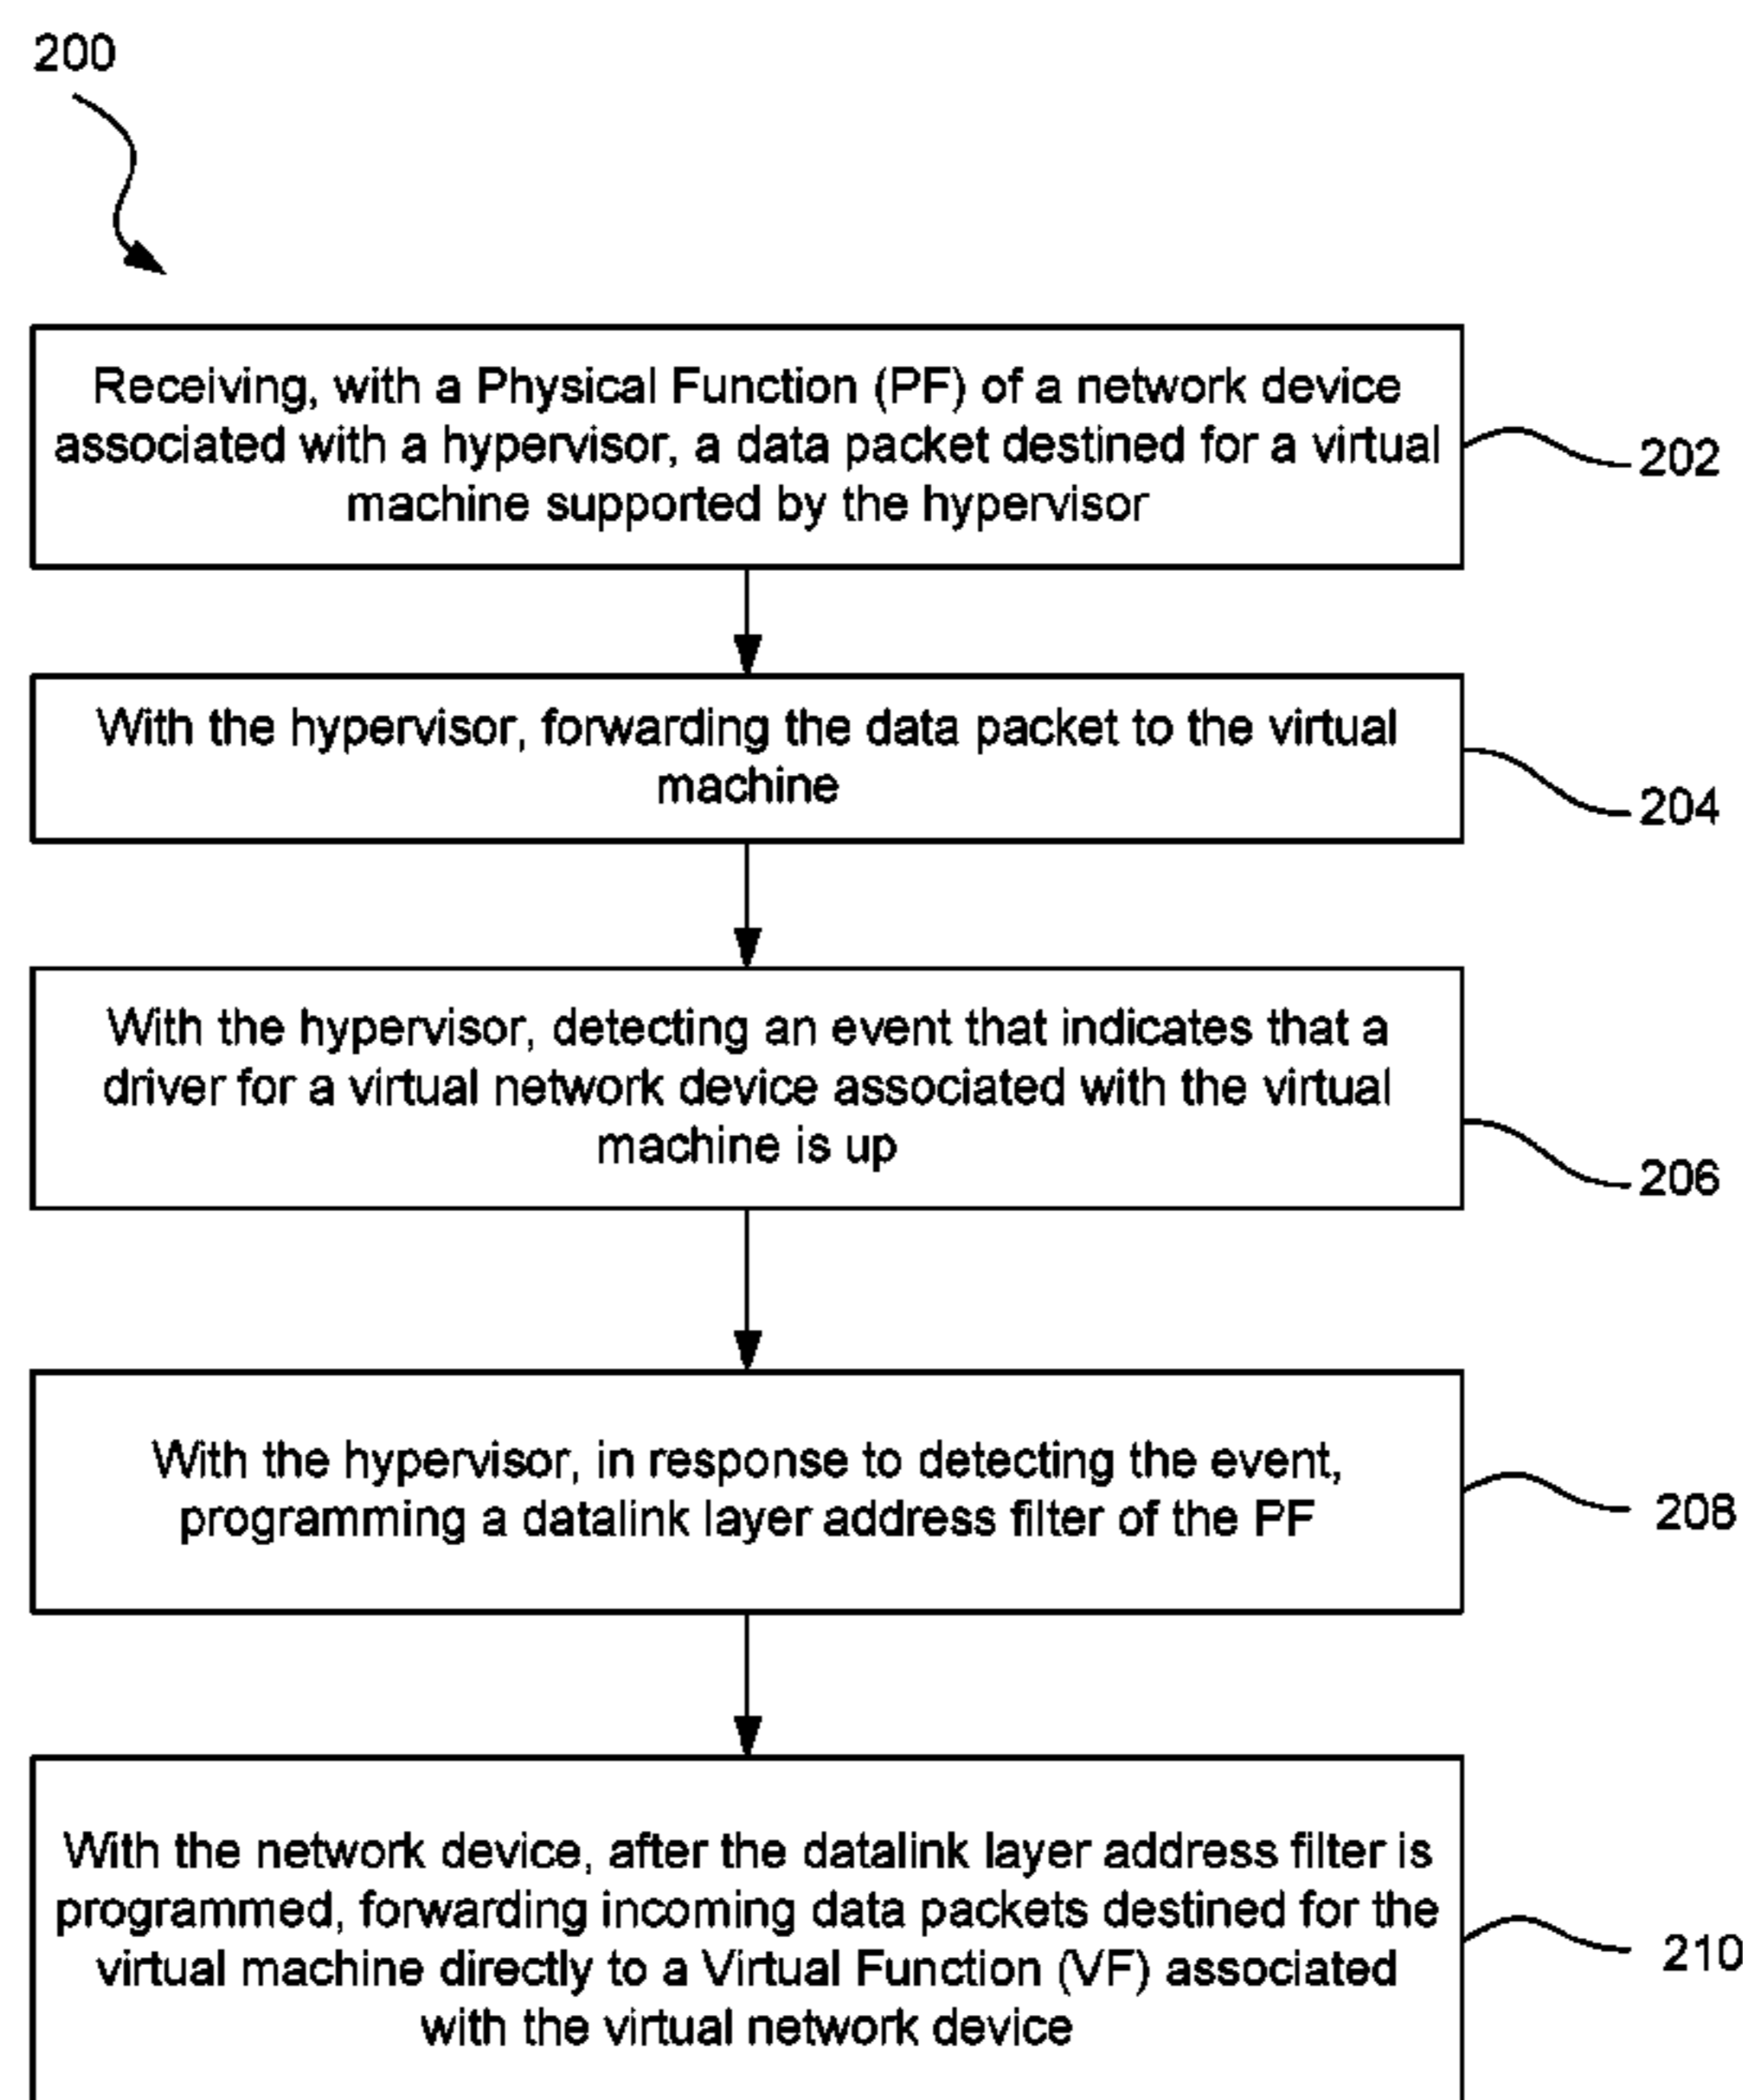 200
Receiving, with a Physical Function (PF) of a network device
associated with a hypervisor, a data packet destined for a virtual
machine supported by the hypervisor
202
With the hypervisor, forwarding the data packet to the virtual
machine
204
With the hypervisor, detecting an event that indicates that a
driver for a virtual network device associated with the virtual
machine is up
206
With the hypervisor, in response to detecting the event,
programming a datalink layer address filter of the PF
208
With the network device, after the datalink layer address filter is
programmed, forwarding incoming data packets destined for the
virtual machine directly to a Virtual Function (VF) associated
with the virtual network device
210